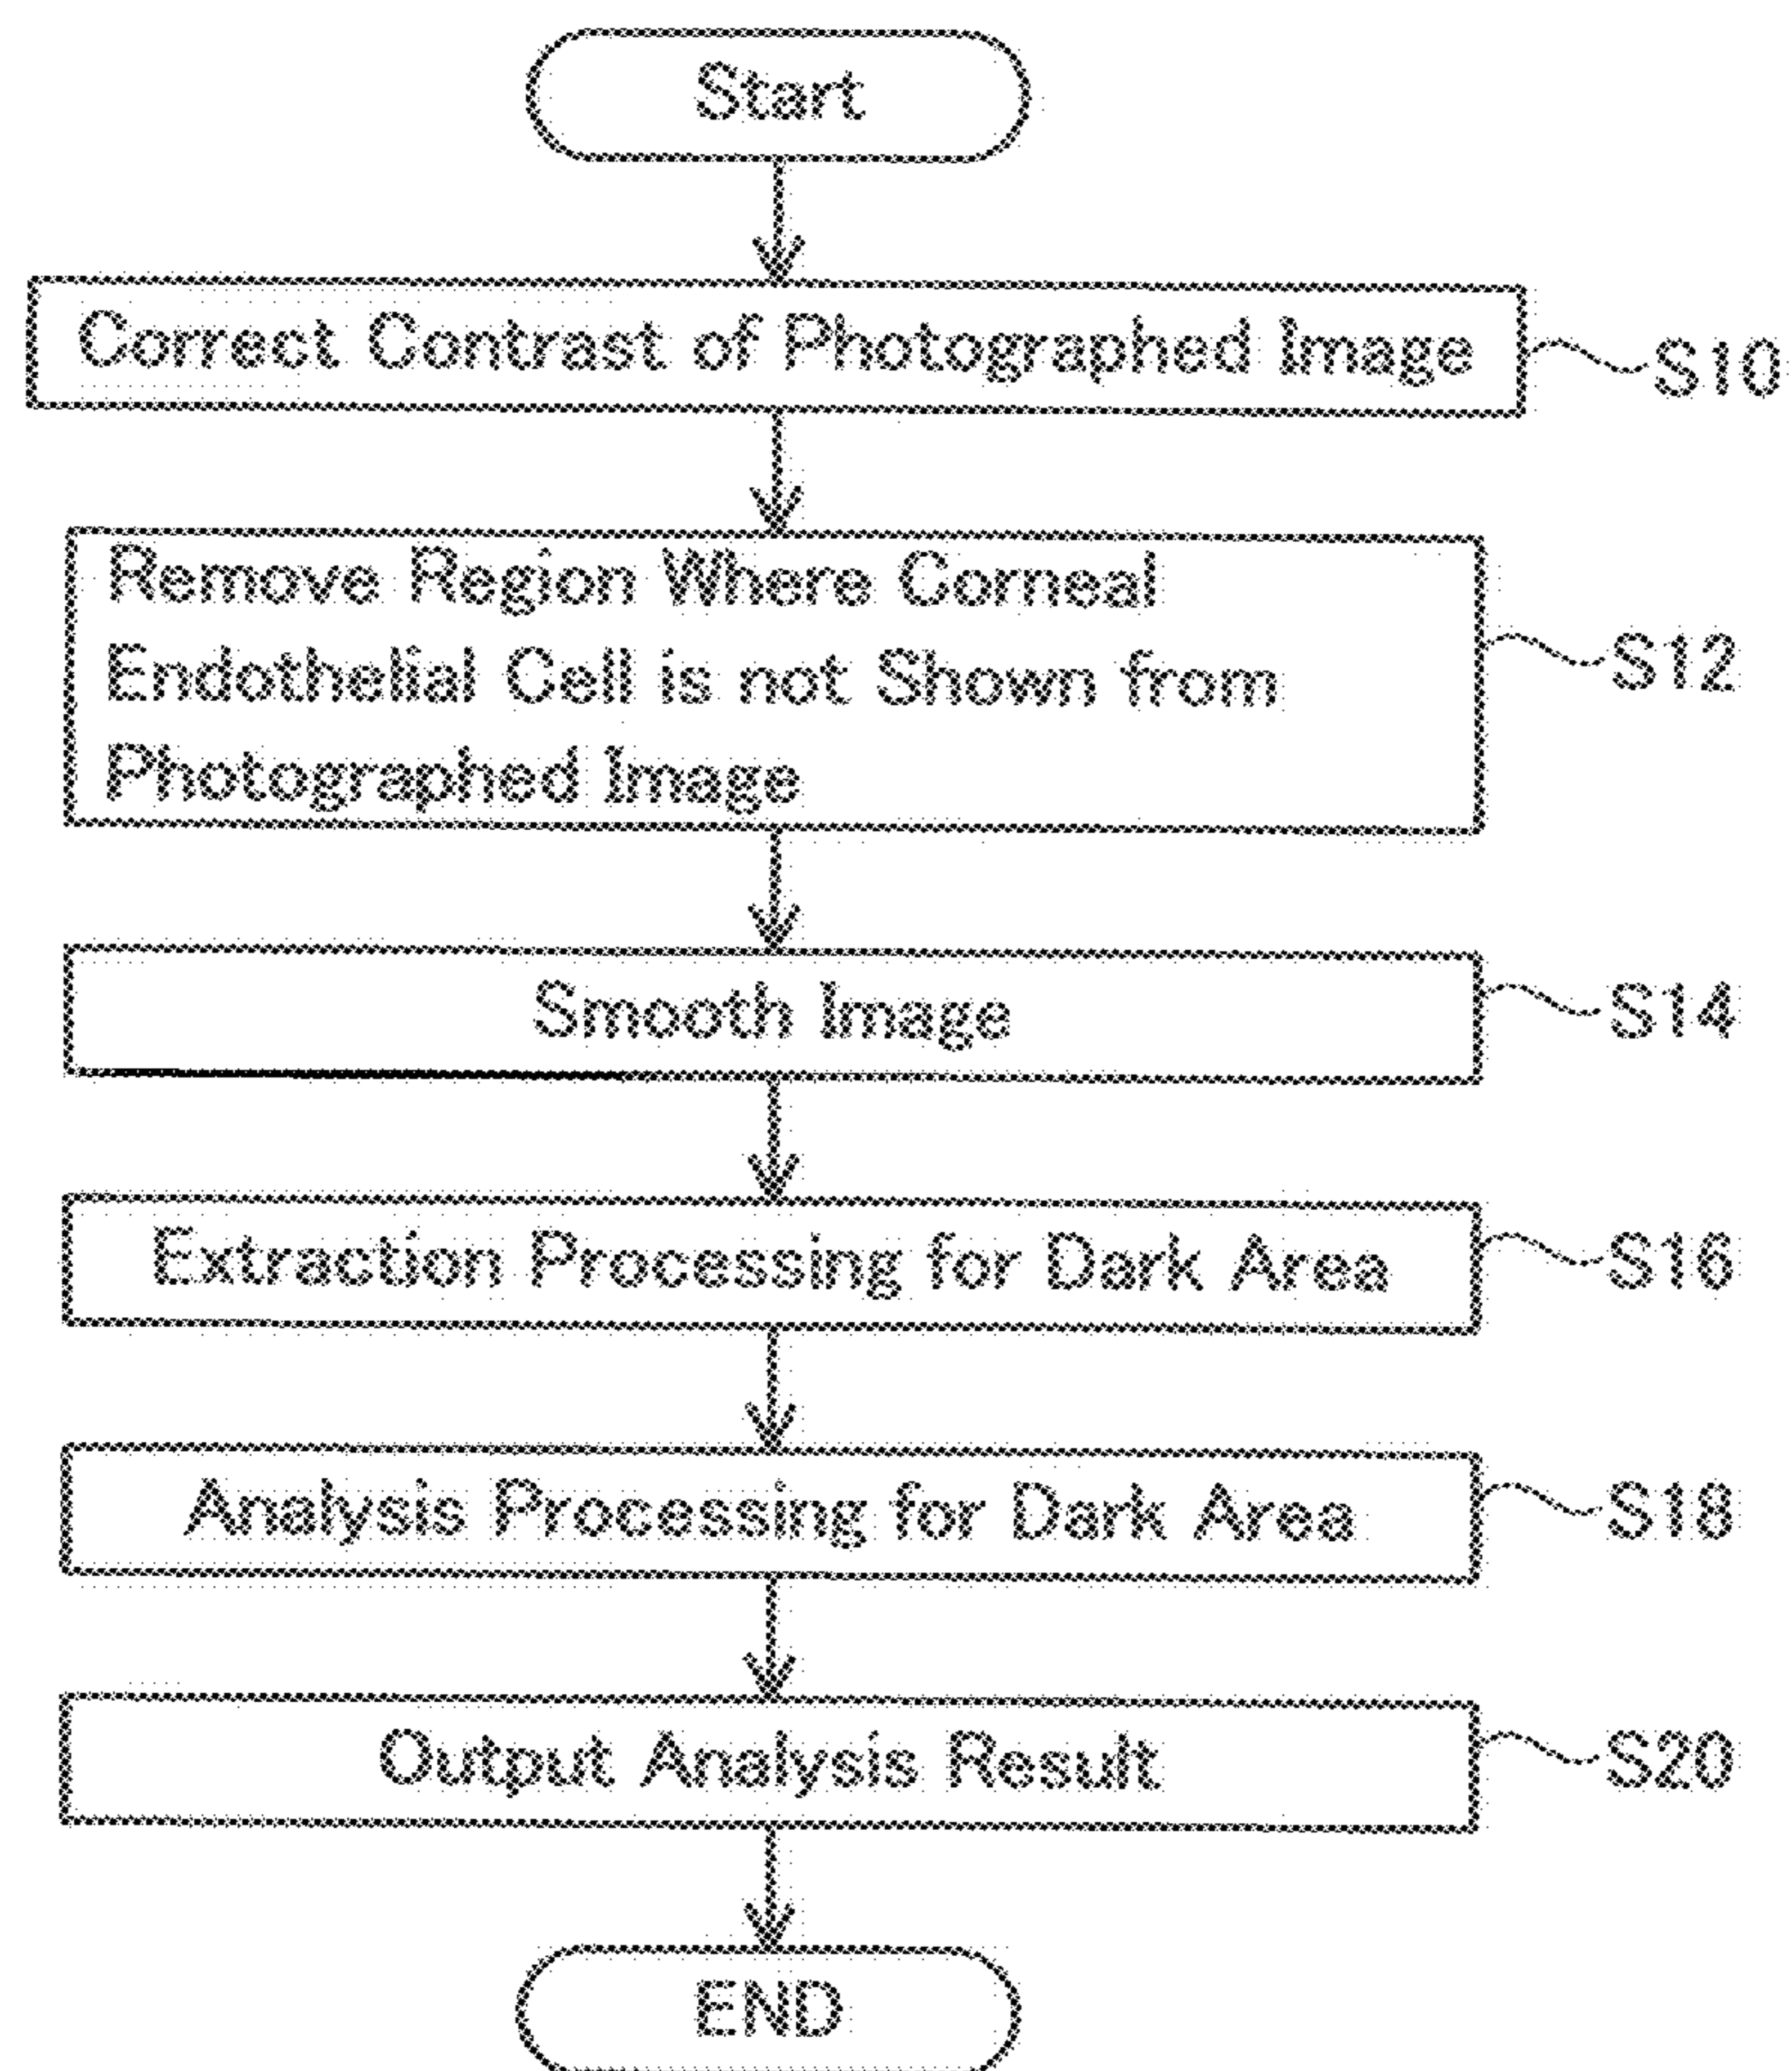 Start
Correct Contrast of Photographed Image
S10
Remove Region Where Corneal
Endothelial Cell is not Shown from
Photographed Image
S12
Smooth Image
S14
Extraction Processing for Dark Area
S16
Analysis Processing for Dark Area
S18
Output Analysis Result
S20
END